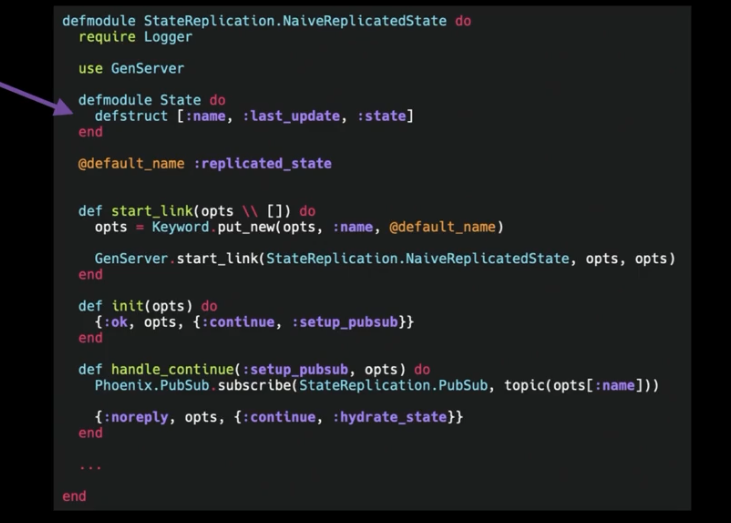 defmodule StateReplication.NaiveReplicatedState do
  require Logger

  use GenServer

  defmodule State do
    defstruct [:name, :last_update, :state]
  end

  @default_name :replicated_state

  def start_link(opts \\ []) do
    opts = Keyword.put_new(opts, :name, @default_name)

    GenServer.start_link(StateReplication.NaiveReplicatedState, opts, opts)
  end

  def init(opts) do
    {:ok, opts, {:continue, :setup_pubsub}}
  end

  def handle_continue(:setup_pubsub, opts) do
    Phoenix.PubSub.subscribe(StateReplication.PubSub, topic(opts[:name]))

    {:noreply, opts, {:continue, :hydrate_state}}
  end

  ...

end